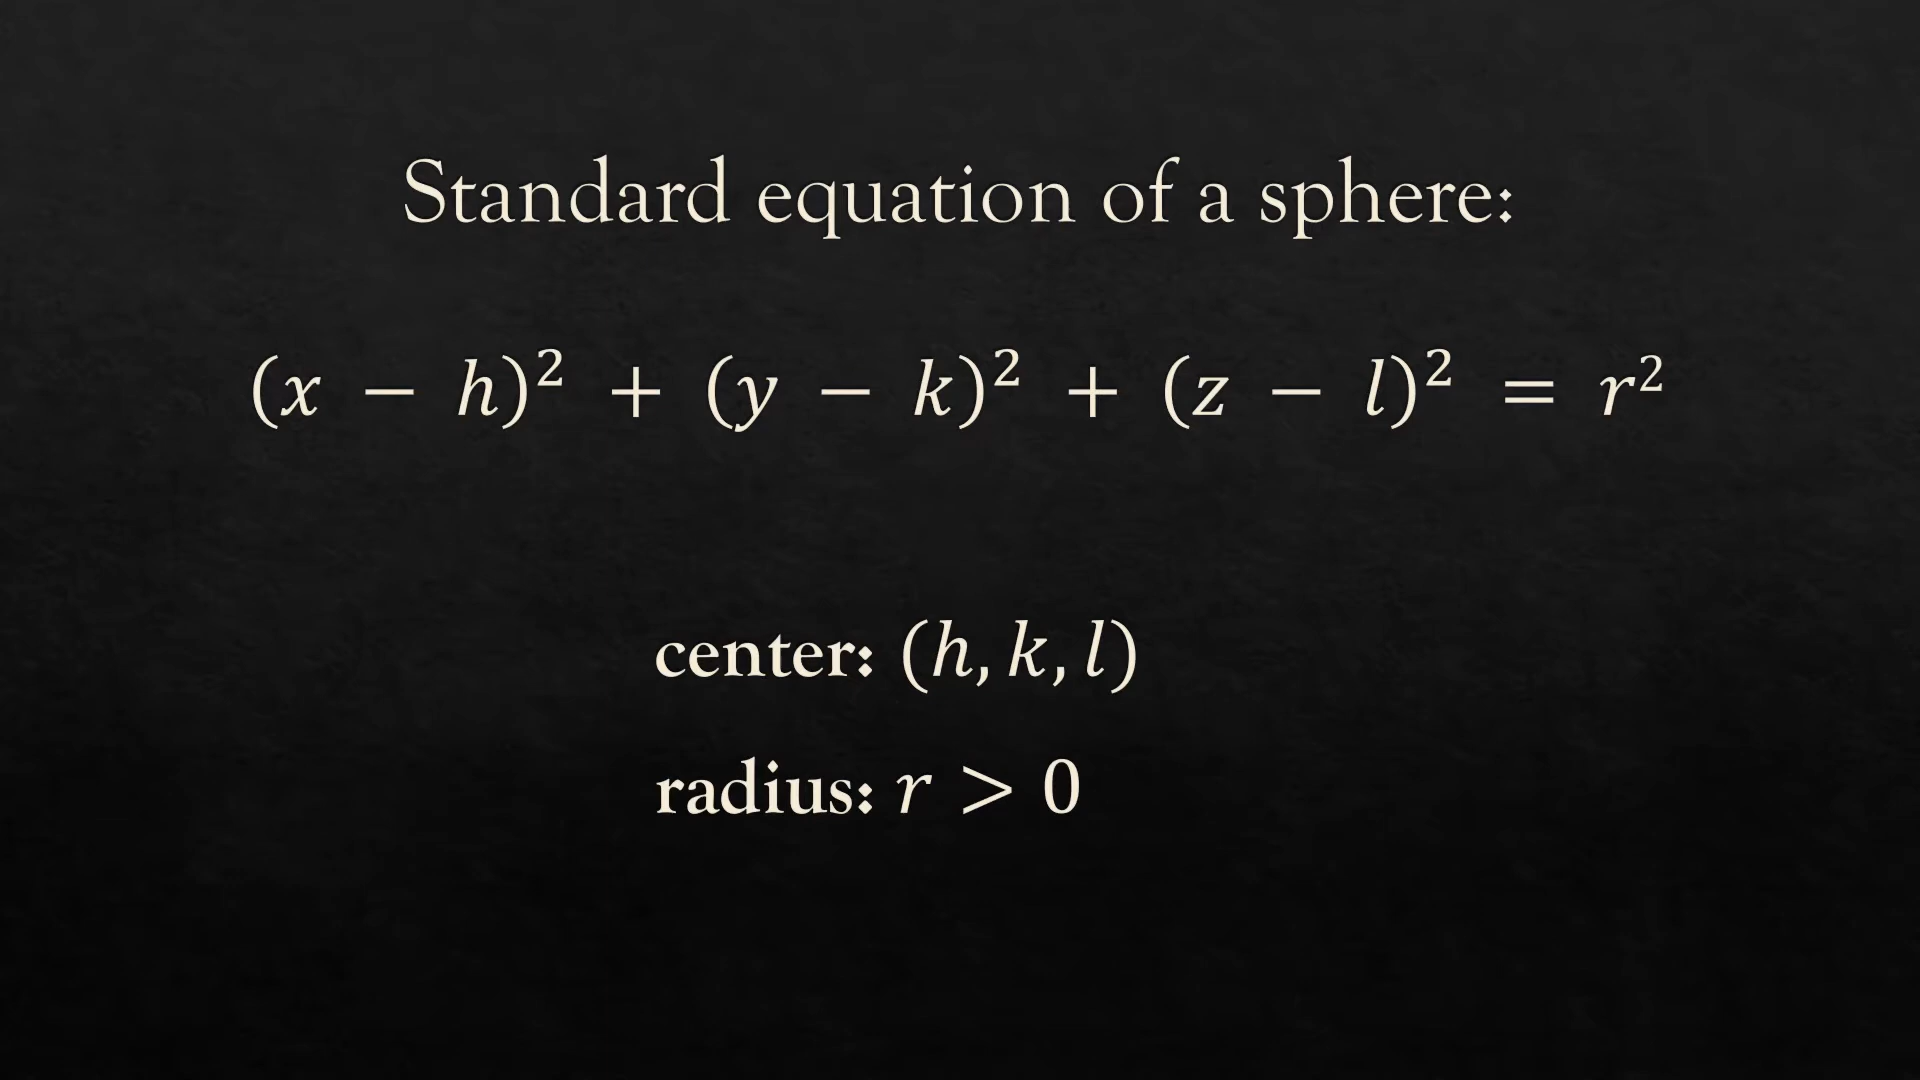 Standard equation of a sphere:
(x − h)² + (y − k)² + (z − l)² = r²
center: (h, k, l)
radius: r > 0